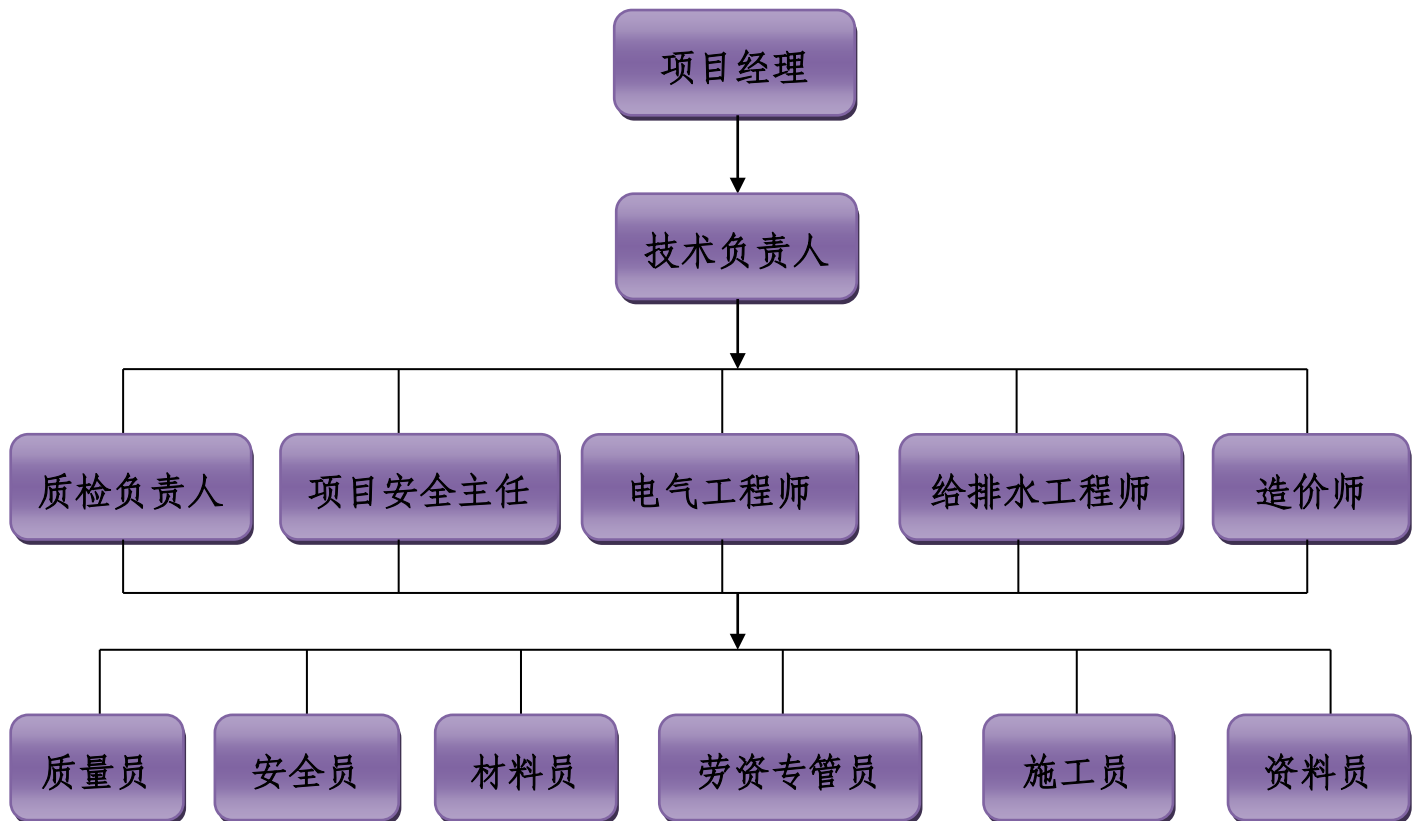 项目经理
技术负责人
质检负责人
项目安全主任
电气工程师
给排水工程师
造价师
质量员
安全员
材料员
劳资专管员
施工员
资料员